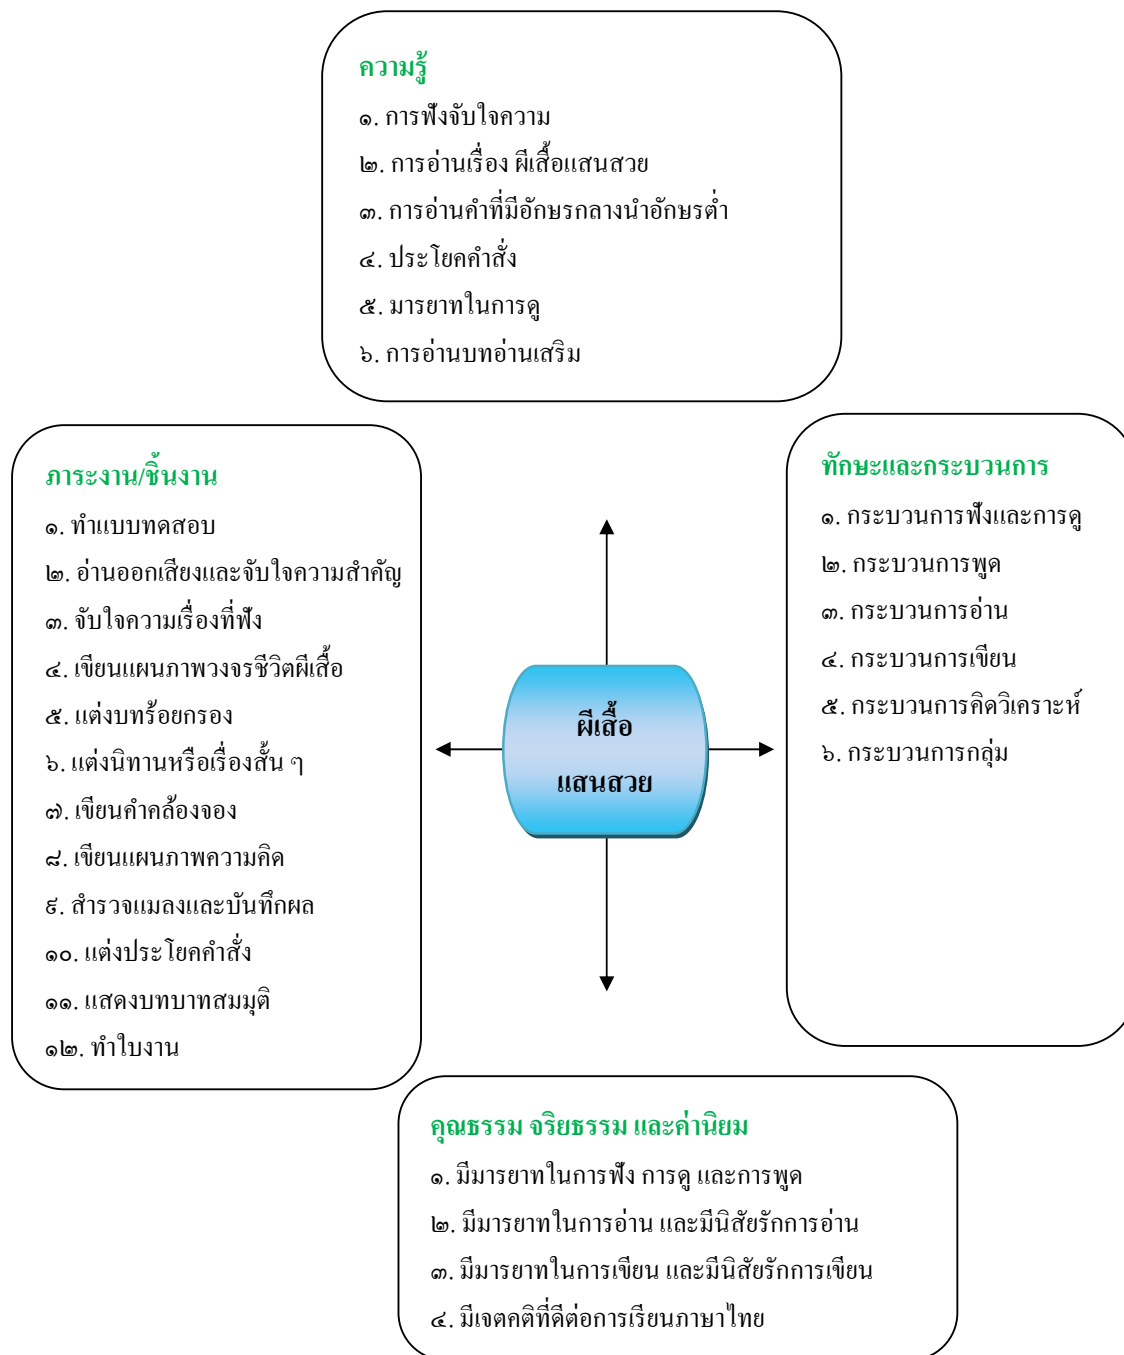 ความรู้
๑. การฟังจับใจความ
๒. การอ่านเรื่อง ผีเสื้อแสนสวย
๓. การอ่านคำที่มีอักษรกลางนำอักษรต่ำ
๔. ประโยคคำสั่ง
๕. มารยาทในการดู
๖. การอ่านบทอ่านเสริม
ภาระงาน/ชิ้นงาน
๑. ทำแบบทดสอบ
๒. อ่านออกเสียงและจับใจความสำคัญ
๓. จับใจความเรื่องที่ฟัง
๔. เขียนแผนภาพวงจรชีวิตผีเสื้อ
๕. แต่งบทร้อยกรอง
๖. แต่งนิทานหรือเรื่องสั้น ๆ
๗. เขียนคำคล้องจอง
๘. เขียนแผนภาพความคิด
๙. สำรวจแมลงและบันทึกผล
๑๐. แต่งประโยคคำสั่ง
๑๑. แสดงบทบาทสมมุติ
๑๒. ทำใบงาน
ผีเสื้อ
แสนสวย
ทักษะและกระบวนการ
๑. กระบวนการฟังและการดู
๒. กระบวนการพูด
๓. กระบวนการอ่าน
๔. กระบวนการเขียน
๕. กระบวนการคิดวิเคราะห์
๖. กระบวนการกลุ่ม
คุณธรรม จริยธรรม และค่านิยม
๑. มีมารยาทในการฟัง การดู และการพูด
๒. มีมารยาทในการอ่าน และมีนิสัยรักการอ่าน
๓. มีมารยาทในการเขียน และมีนิสัยรักการเขียน
๔. มีเจตคติที่ดีต่อการเรียนภาษาไทย